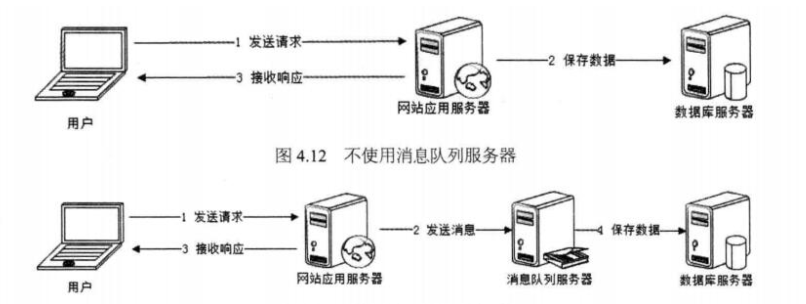 1 发送请求
2 保存数据
3 接收响应
网站应用服务器
用户
数据库服务器
图 4.12 不使用消息队列服务器
1 发送请求
2 发送消息
4 保存数据
3 接收响应
网站应用服务器
消息队列服务器
数据库服务器
用户